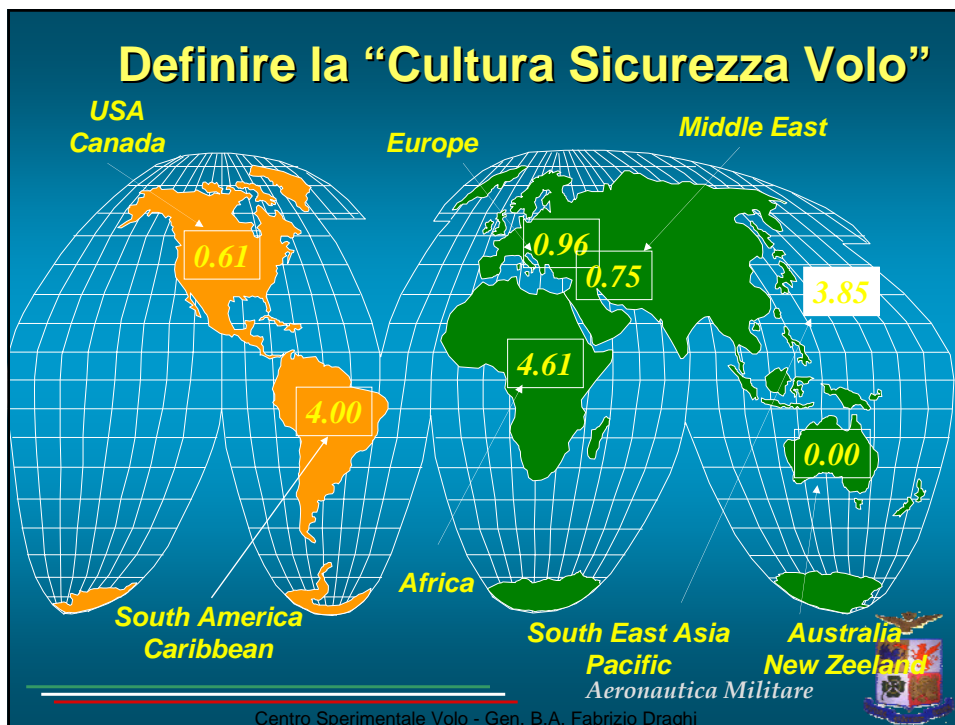 Definire la “Cultura Sicurezza Volo”
USA
Canada
Europe
Middle East
0.61
0.96
0.75
3.85
4.61
4.00
0.00
Africa
South America
Caribbean
South East Asia
Pacific
Australia
New Zeeland
Aeronautica Militare
Centro Sperimentale Volo - Gen. B.A. Fabrizio Draghi